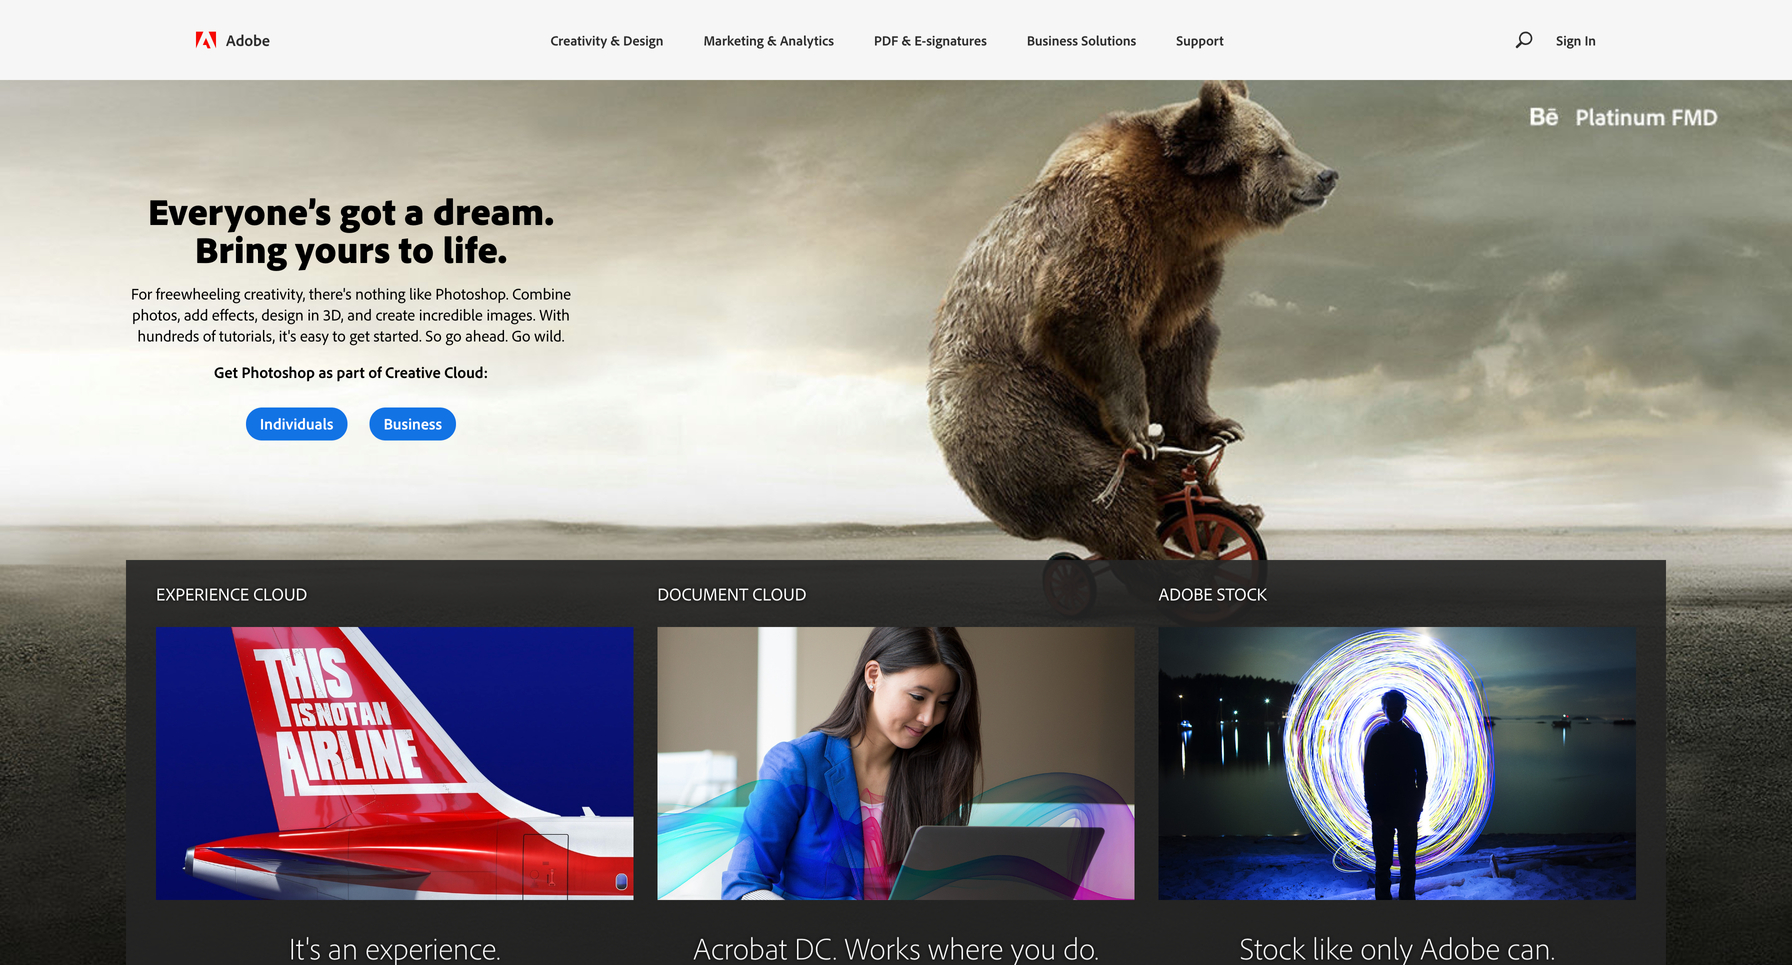 Adobe
Creativity & Design
Marketing & Analytics
PDF & E-signatures
Business Solutions
Support
Sign In
Bē Platinum FMD
Everyone's got a dream.
Bring yours to life.
For freewheeling creativity, there's nothing like Photoshop. Combine
photos, add effects, design in 3D, and create incredible images. With
hundreds of tutorials, it's easy to get started. So go ahead. Go wild.
Get Photoshop as part of Creative Cloud:
Individuals
Business
EXPERIENCE CLOUD
THIS
IS NOT AN
AIRLINE
It's an experience.
DOCUMENT CLOUD
Acrobat DC. Works where you do.
ADOBE STOCK
Stock like only Adobe can.